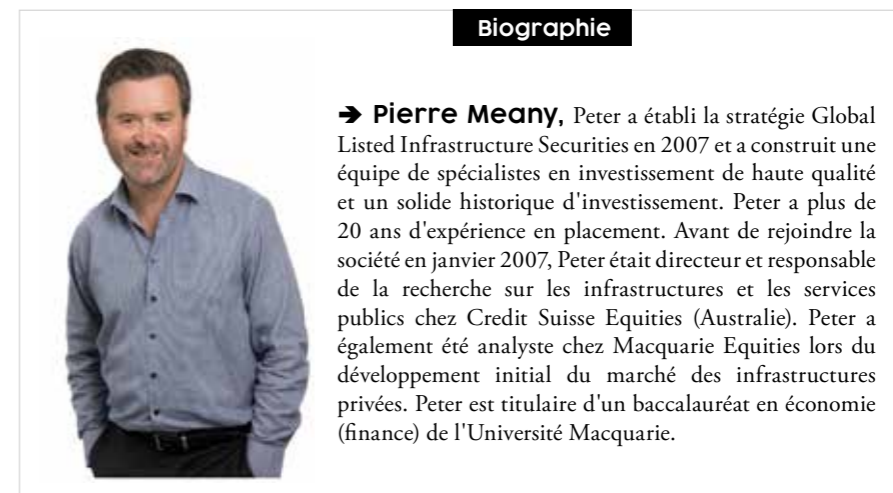 Biographie
➔ Pierre Meany, Peter a établi la stratégie Global
Listed Infrastructure Securities en 2007 et a construit une
équipe de spécialistes en investissement de haute qualité
et un solide historique d'investissement. Peter a plus de
20 ans d'expérience en placement. Avant de rejoindre la
société en janvier 2007, Peter était directeur et responsable
de la recherche sur les infrastructures et les services
publics chez Credit Suisse Equities (Australie). Peter a
également été analyste chez Macquarie Equities lors du
développement initial du marché des infrastructures
privées. Peter est titulaire d'un baccalauréat en économie
(finance) de l'Université Macquarie.